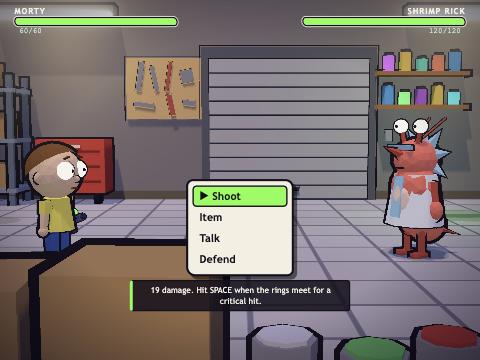 MORTY
SHRIMP RICK
60/60
120/120
▶ Shoot
Item
Talk
Defend
19 damage. Hit SPACE when the rings meet for a
critical hit.